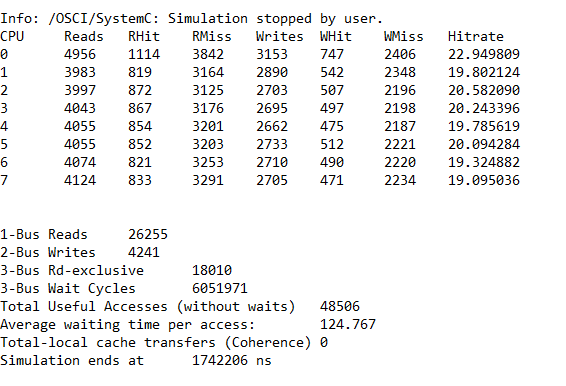 Info: /OSCI/SystemC: Simulation stopped by user.
CPU Reads RHit RMiss Writes WHit WMiss Hitrate
0 4956 1114 3842 3153 747 2406 22.949809
1 3983 819 3164 2890 542 2348 19.802124
2 3997 872 3125 2703 507 2196 20.582090
3 4043 867 3176 2695 497 2198 20.243396
4 4055 854 3201 2662 475 2187 19.785619
5 4055 852 3203 2733 512 2221 20.094284
6 4074 821 3253 2710 490 2220 19.324882
7 4124 833 3291 2705 471 2234 19.095036
1-Bus Reads 26255
2-Bus Writes 4241
3-Bus Rd-exclusive 18010
3-Bus Wait Cycles 6051971
Total Useful Accesses (without waits) 48506
Average waiting time per access: 124.767
Total-local cache transfers (Coherence) 0
Simulation ends at 1742206 ns